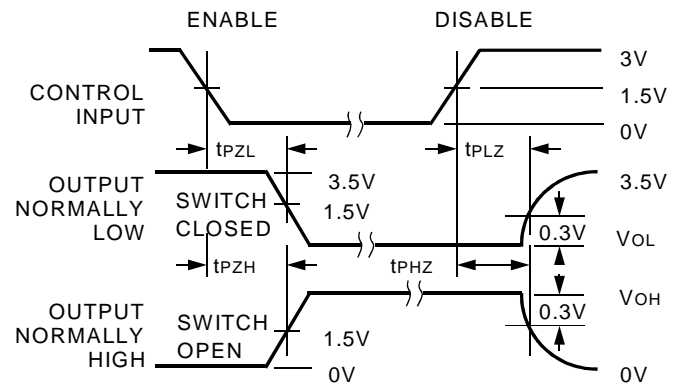 ENABLE
DISABLE
CONTROL
INPUT
3V
1.5V
0V
tPZL
tPLZ
OUTPUT
NORMALLY
LOW
SWITCH
CLOSED
3.5V
1.5V
3.5V
0.3V
VOL
tPZH
tPHZ
OUTPUT
NORMALLY
HIGH
SWITCH
OPEN
1.5V
0V
VOH
0.3V
0V